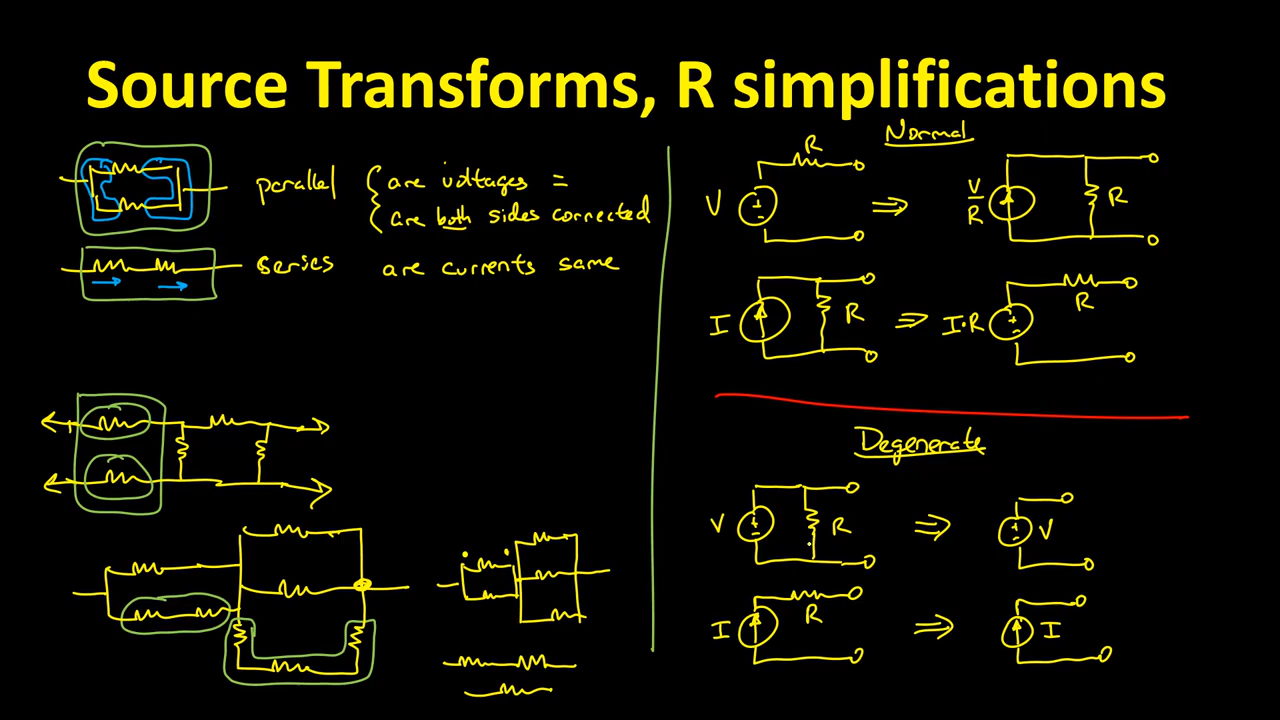 Source Transforms, R simplifications
parallel
are voltages =
are both sides connected
series
are currents same
Normal
R
V
V/R
R
I
R
I·R
R
Degenerate
V
R
V
I
R
I